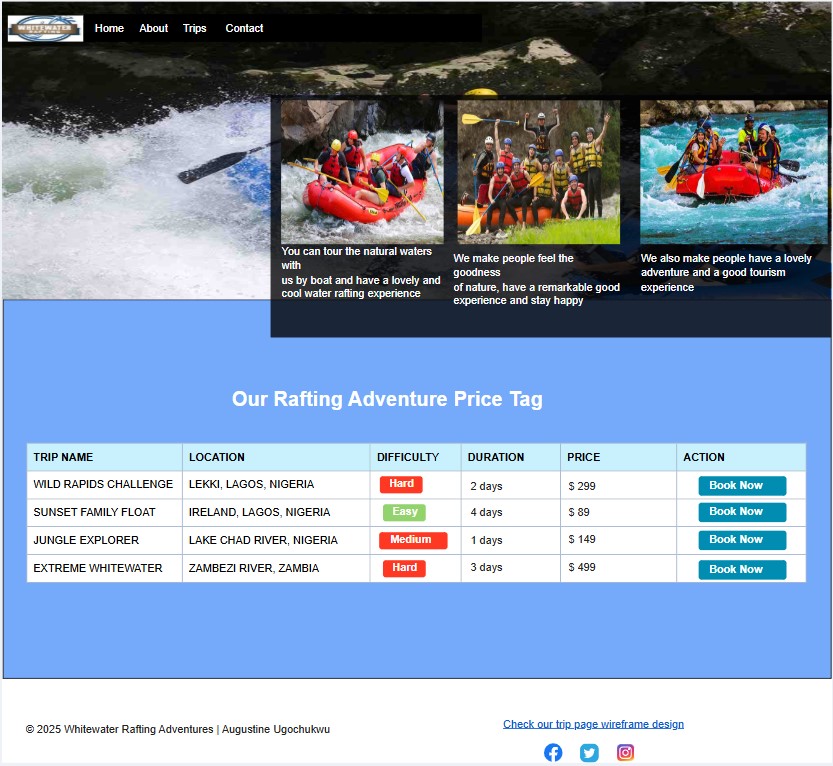 WHITEWATER
Home About Trips Contact
You can tour the natural waters
with
us by boat and have a lovely and
cool water rafting experience
We make people feel the
goodness
of nature, have a remarkable good
experience and stay happy
We also make people have a lovely
adventure and a good tourism
experience
Our Rafting Adventure Price Tag
TRIP NAME LOCATION DIFFICULTY DURATION PRICE ACTION
WILD RAPIDS CHALLENGE LEKKI, LAGOS, NIGERIA Hard 2 days $ 299 Book Now
SUNSET FAMILY FLOAT IRELAND, LAGOS, NIGERIA Easy 4 days $ 89 Book Now
JUNGLE EXPLORER LAKE CHAD RIVER, NIGERIA Medium 1 days $ 149 Book Now
EXTREME WHITEWATER ZAMBEZI RIVER, ZAMBIA Hard 3 days $ 499 Book Now
© 2025 Whitewater Rafting Adventures | Augustine Ugochukwu
Check our trip page wireframe design